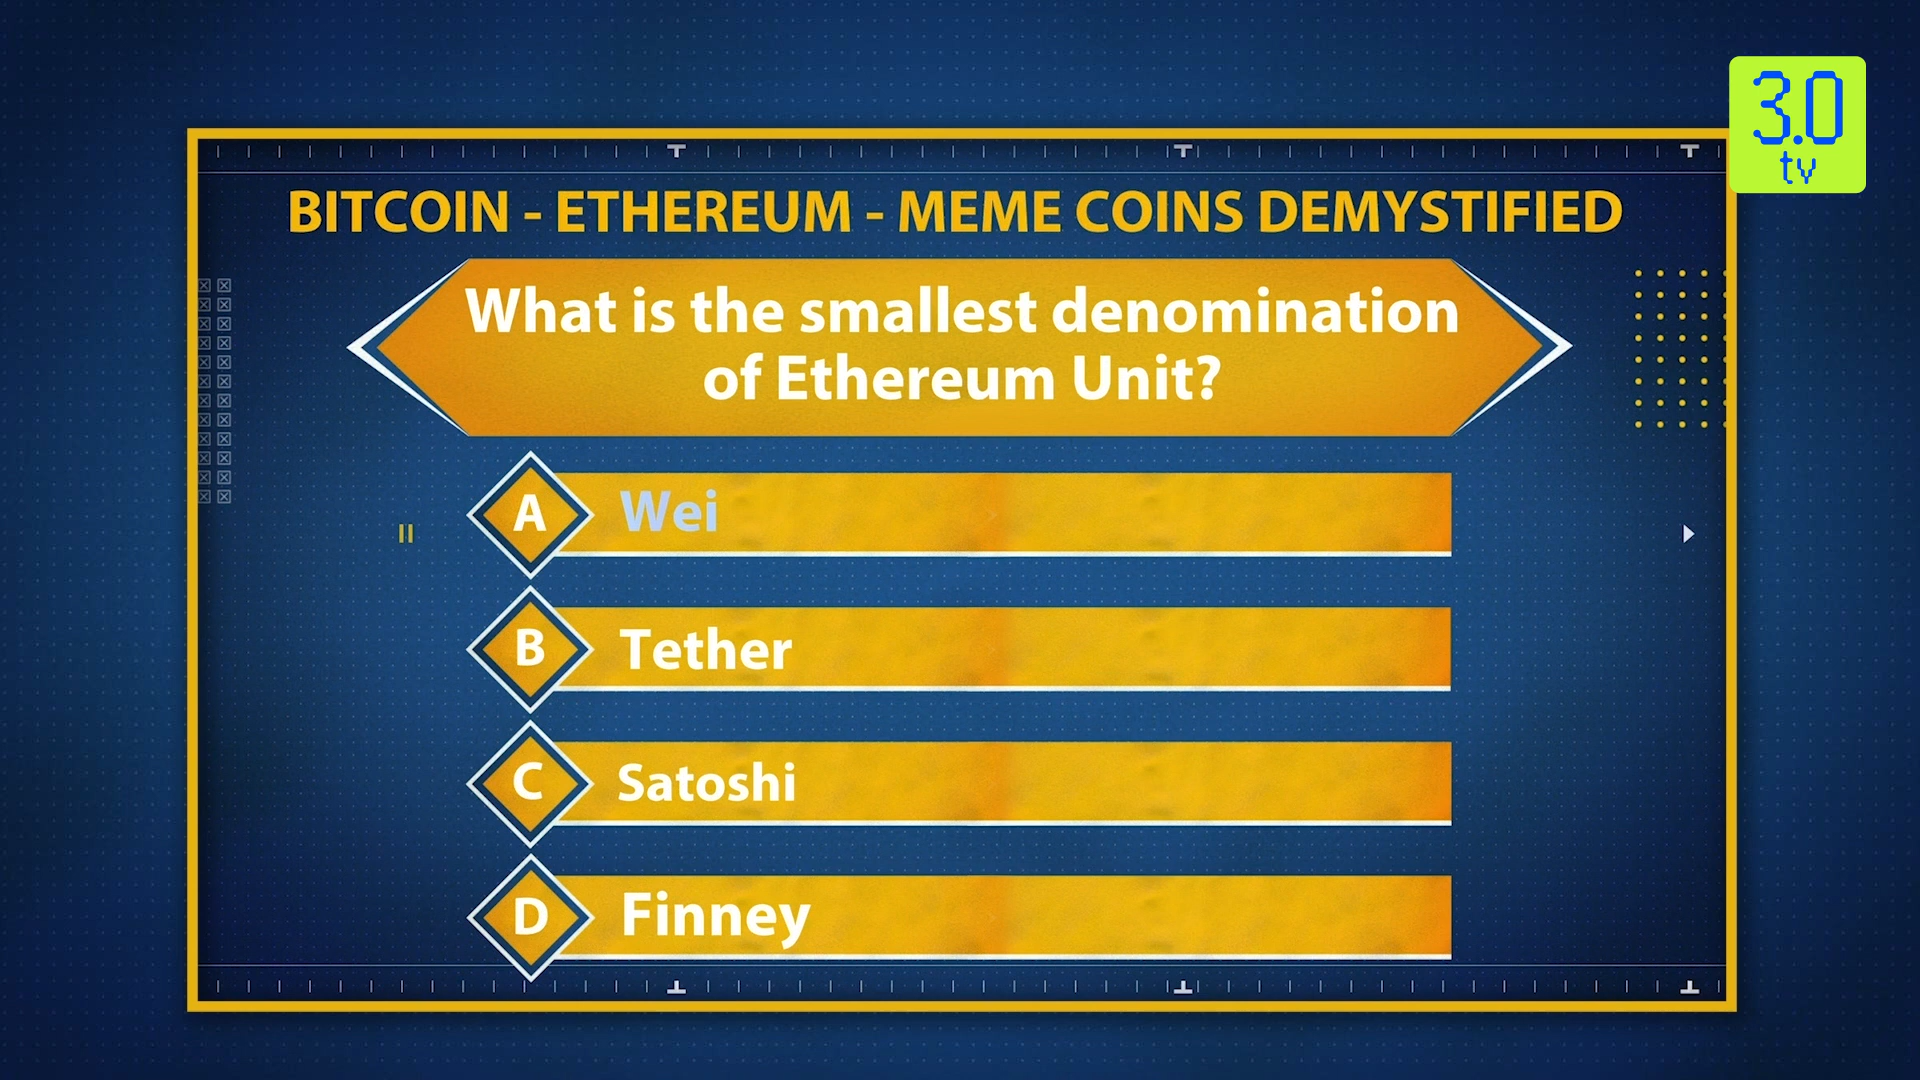 3.0
tv
BITCOIN - ETHEREUM - MEME COINS DEMYSTIFIED
What is the smallest denomination
of Ethereum Unit?
A Wei
B Tether
C Satoshi
D Finney